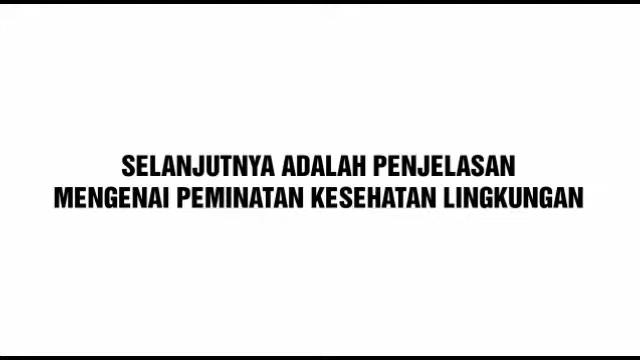 SELANJUTNYA ADALAH PENJELASAN
MENGENAI PEMINATAN KESEHATAN LINGKUNGAN